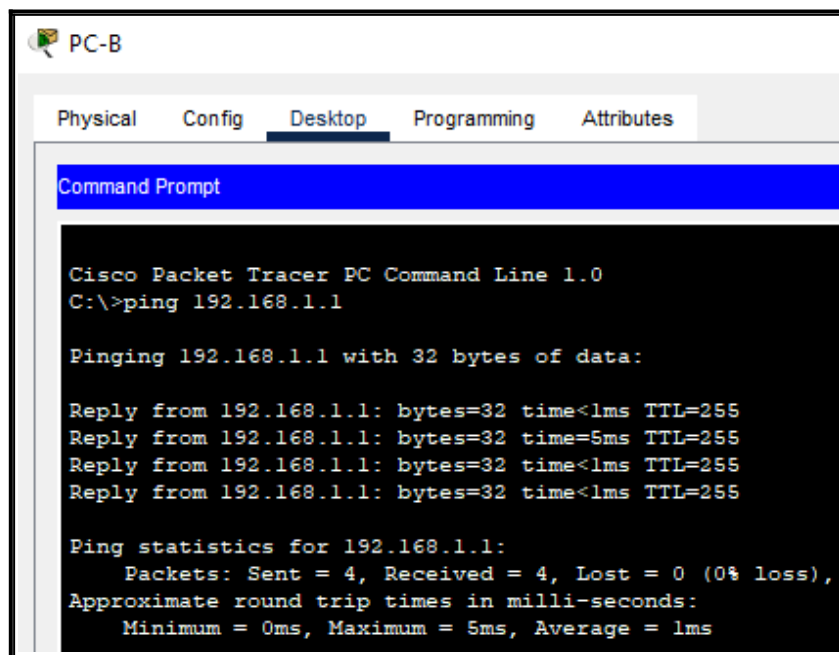 PC-B
Physical Config Desktop Programming Attributes
Command Prompt
Cisco Packet Tracer PC Command Line 1.0
C:\>ping 192.168.1.1
Pinging 192.168.1.1 with 32 bytes of data:
Reply from 192.168.1.1: bytes=32 time<1ms TTL=255
Reply from 192.168.1.1: bytes=32 time=5ms TTL=255
Reply from 192.168.1.1: bytes=32 time<1ms TTL=255
Reply from 192.168.1.1: bytes=32 time<1ms TTL=255
Ping statistics for 192.168.1.1:
Packets: Sent = 4, Received = 4, Lost = 0 (0% loss),
Approximate round trip times in milli-seconds:
Minimum = 0ms, Maximum = 5ms, Average = 1ms